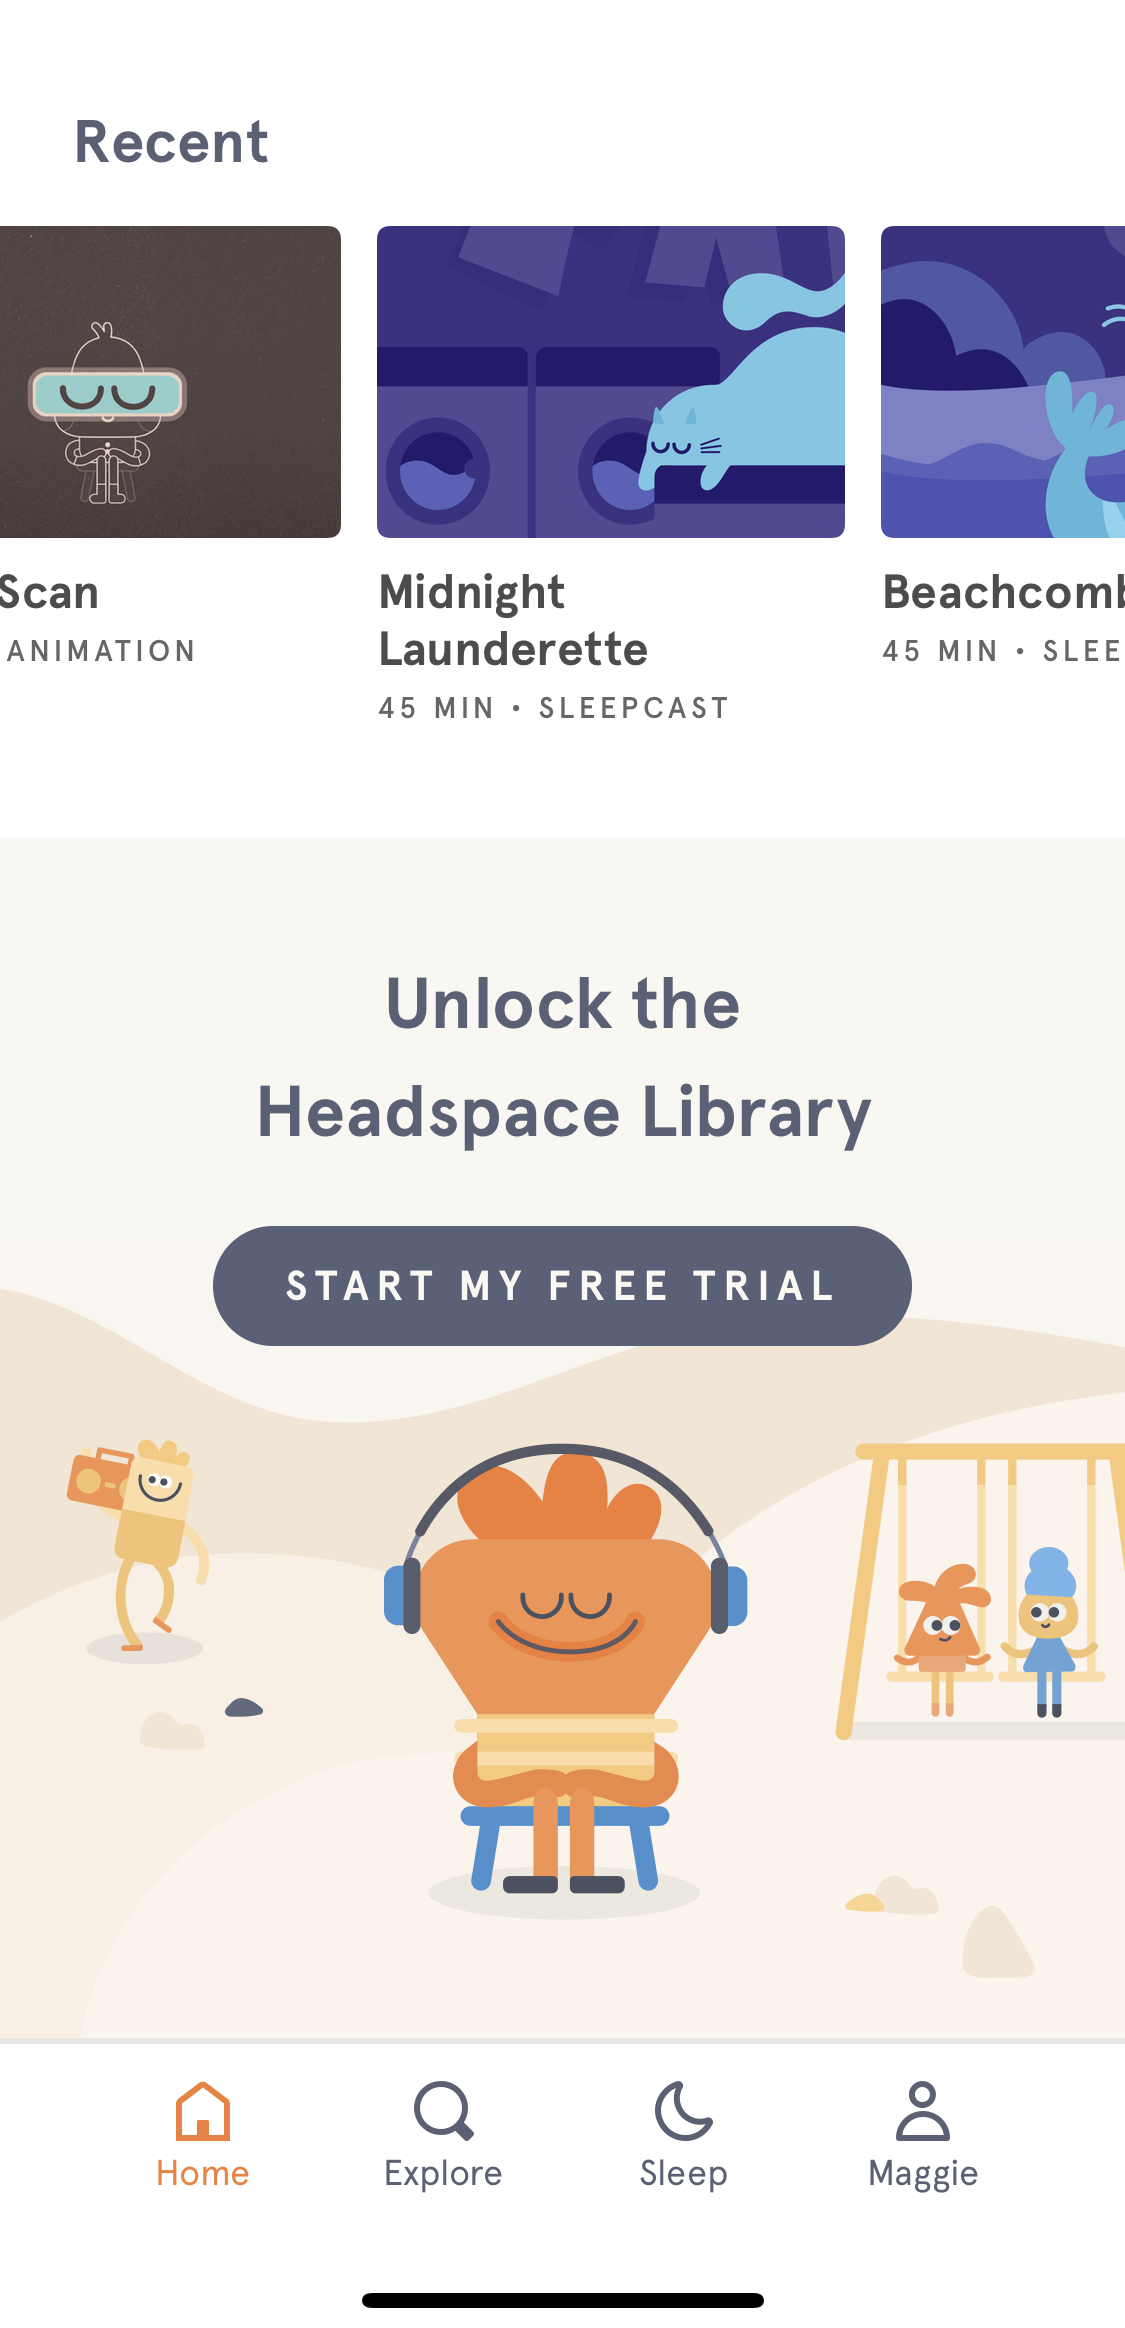 Recent
Scan
ANIMATION
Midnight
Launderette
45 MIN • SLEEPCAST
Beachcomb
45 MIN • SLEE
Unlock the
Headspace Library
START MY FREE TRIAL
Home
Explore
Sleep
Maggie